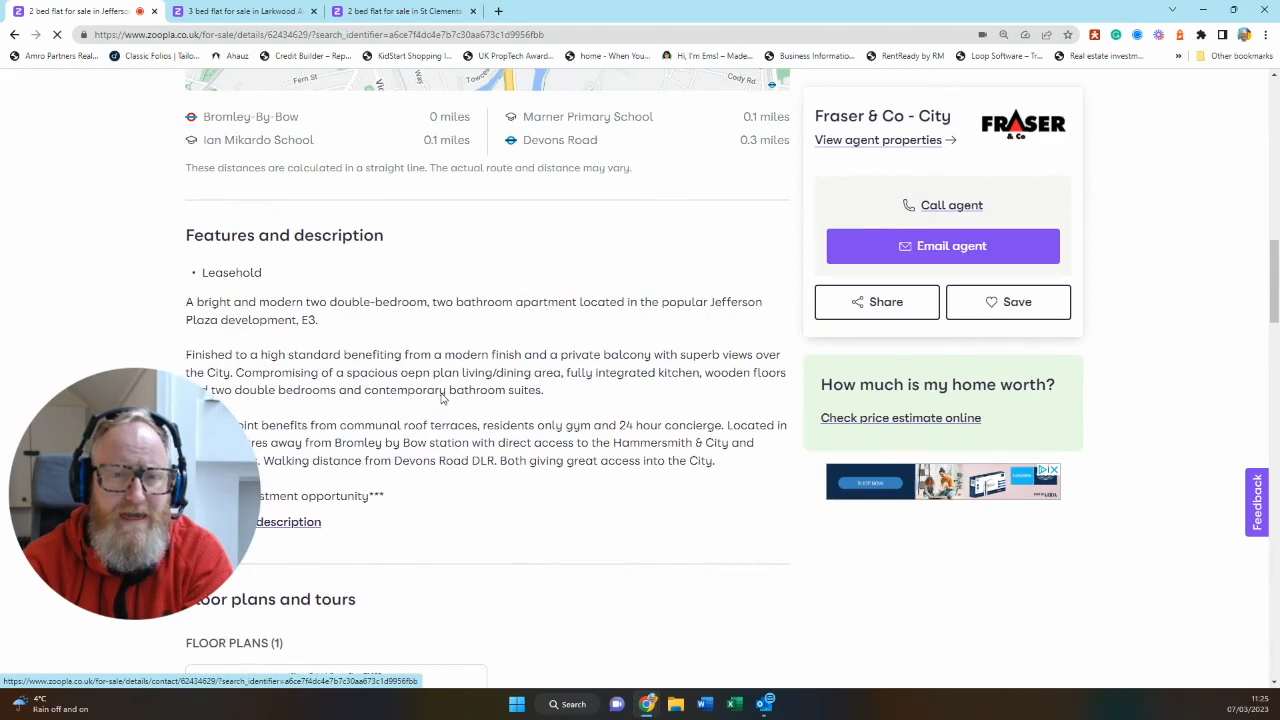 2 bed flat for sale in Jefferso
3 bed flat for sale in Larkwood A
2 bed flat for sale in St Clements
https://www.zoopla.co.uk/for-sale/details/62434629/?search_identifier=a6ce7f4dc4e7b7c30aa673c1d9956fbb
Amro Partners Real...
Classic Folios | Tailo...
Ahauz
Credit Builder - Rep...
KidStart Shopping I...
UK PropTech Award...
home - When You...
Hi, I'm Ems! – Made...
Business Informatio...
RentReady by RM
Loop Software – Tr...
Real estate investm...
»
Other bookmarks
Fern St
Towce
Cody Rd.
Bromley-By-Bow 0 miles
Marner Primary School 0.1 miles
Ian Mikardo School 0.1 miles
Devons Road 0.3 miles
These distances are calculated in a straight line. The actual route and distance may vary.
Features and description
• Leasehold
A bright and modern two double-bedroom, two bathroom apartment located in the popular Jefferson
Plaza development, E3.
Finished to a high standard benefiting from a modern finish and a private balcony with superb views over
the City. Compromising of a spacious oepn plan living/dining area, fully integrated kitchen, wooden floors
two double bedrooms and contemporary bathroom suites.
benefits from communal roof terraces, residents only gym and 24 hour concierge. Located in
away from Bromley by Bow station with direct access to the Hammersmith & City and
Walking distance from Devons Road DLR. Both giving great access into the City.
opportunity***
description
Floor plans and tours
FLOOR PLANS (1)
Fraser & Co - City
View agent properties
FRASER
& Co
Call agent
Email agent
Share
Save
How much is my home worth?
Check price estimate online
SHOP NOW
Feedback
https://www.zoopla.co.uk/for-sale/details/contact/62434629/?search_identifier=a6ce7f4dc4e7b7c30aa673c1d9956fbb
4°C
Rain off and on
Search
11:25
07/03/2023